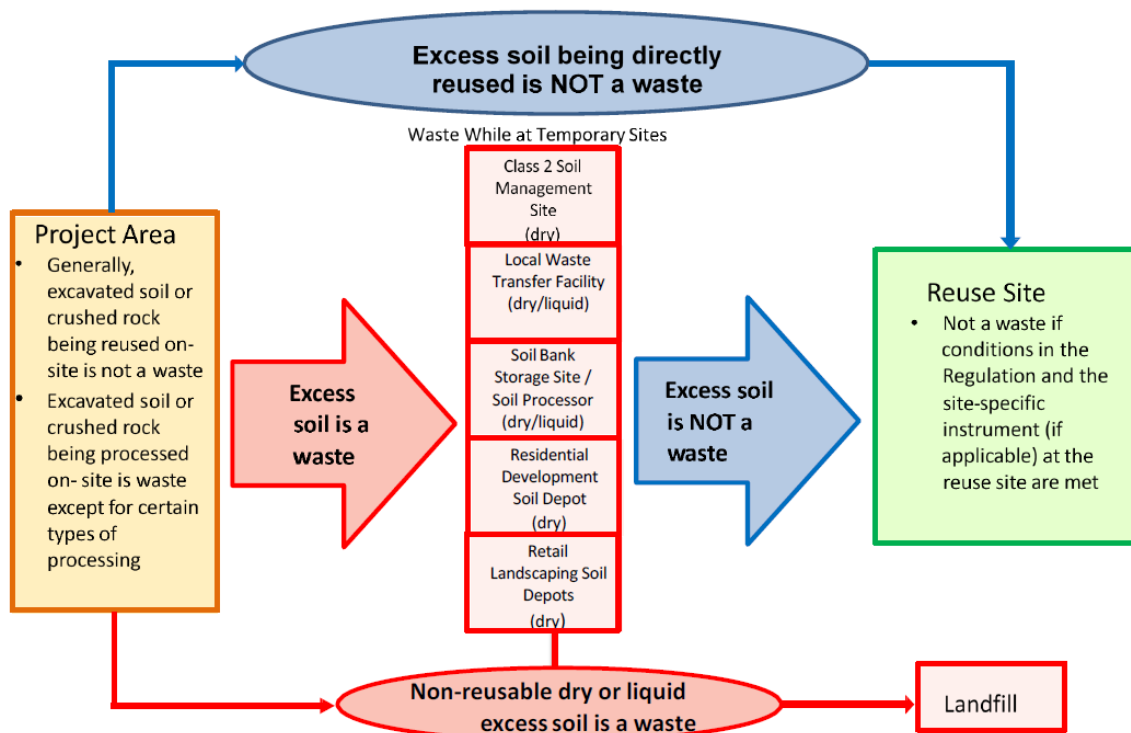 Excess soil being directly
reused is NOT a waste
Waste While at Temporary Sites
Project Area
• Generally,
excavated soil or
crushed rock
being reused on-
site is not a waste
• Excavated soil or
crushed rock
being processed
on- site is waste
except for certain
types of
processing
Excess
soil is a
waste
Class 2 Soil
Management
Site
(dry)
Local Waste
Transfer Facility
(dry/liquid)
Soil Bank
Storage Site /
Soil Processor
(dry/liquid)
Residential
Development
Soil Depot
(dry)
Retail
Landscaping Soil
Depots
(dry)
Excess soil
is NOT a
waste
Reuse Site
• Not a waste if
conditions in the
Regulation and the
site-specific
instrument (if
applicable) at the
reuse site are met
Non-reusable dry or liquid
excess soil is a waste
Landfill